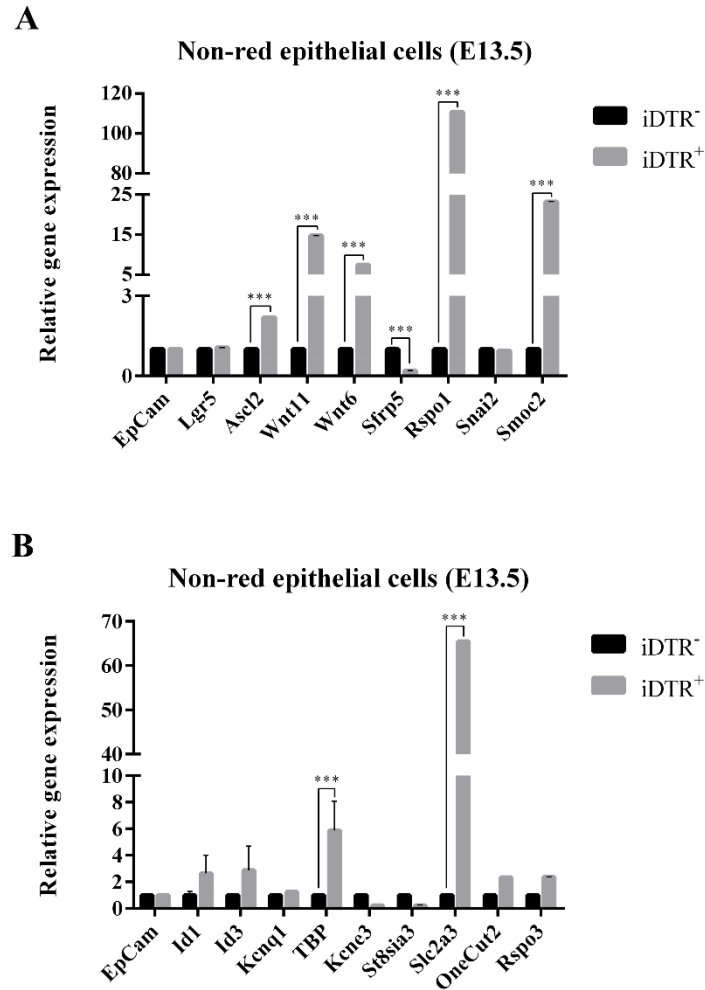 A
Non-red epithelial cells (E13.5)
Relative gene expression
120
100
80
25
15
5
3
0
***
***
***
***
***
***
iDTR-
iDTR+
EpCam
Lgr5
Ascl2
Wnt11
Wnt6
Sfrp5
Rspo1
Snai2
Smoc2
B
Non-red epithelial cells (E13.5)
Relative gene expression
70
60
50
40
10
8
6
4
2
0
***
***
iDTR-
iDTR+
EpCam
Id1
Id3
Kcnq1
TBP
Kcnc3
St8sia3
Slc2a3
OneCut2
Rspo3